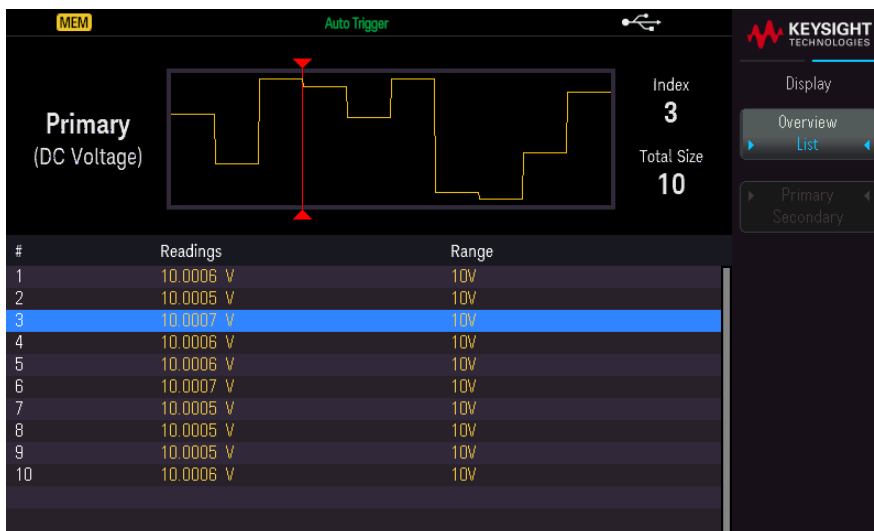 MEM Auto Trigger
KEYSIGHT
TECHNOLOGIES
Display
Overview
List
Primary
Secondary
Primary
(DC Voltage)
Index
3
Total Size
10
# Readings Range
1 10.0006 V 10V
2 10.0005 V 10V
3 10.0007 V 10V
4 10.0006 V 10V
5 10.0006 V 10V
6 10.0007 V 10V
7 10.0005 V 10V
8 10.0005 V 10V
9 10.0005 V 10V
10 10.0006 V 10V